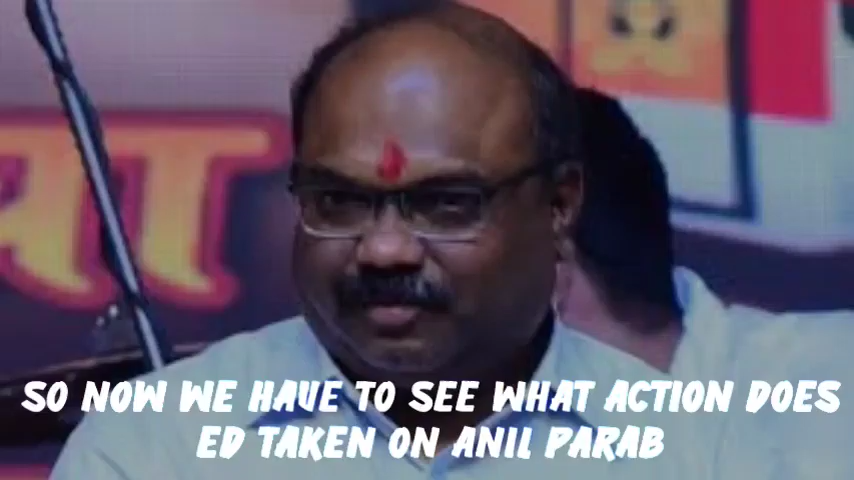 SO NOW WE HAVE TO SEE WHAT ACTION DOES
ED TAKEN ON ANIL PARAB